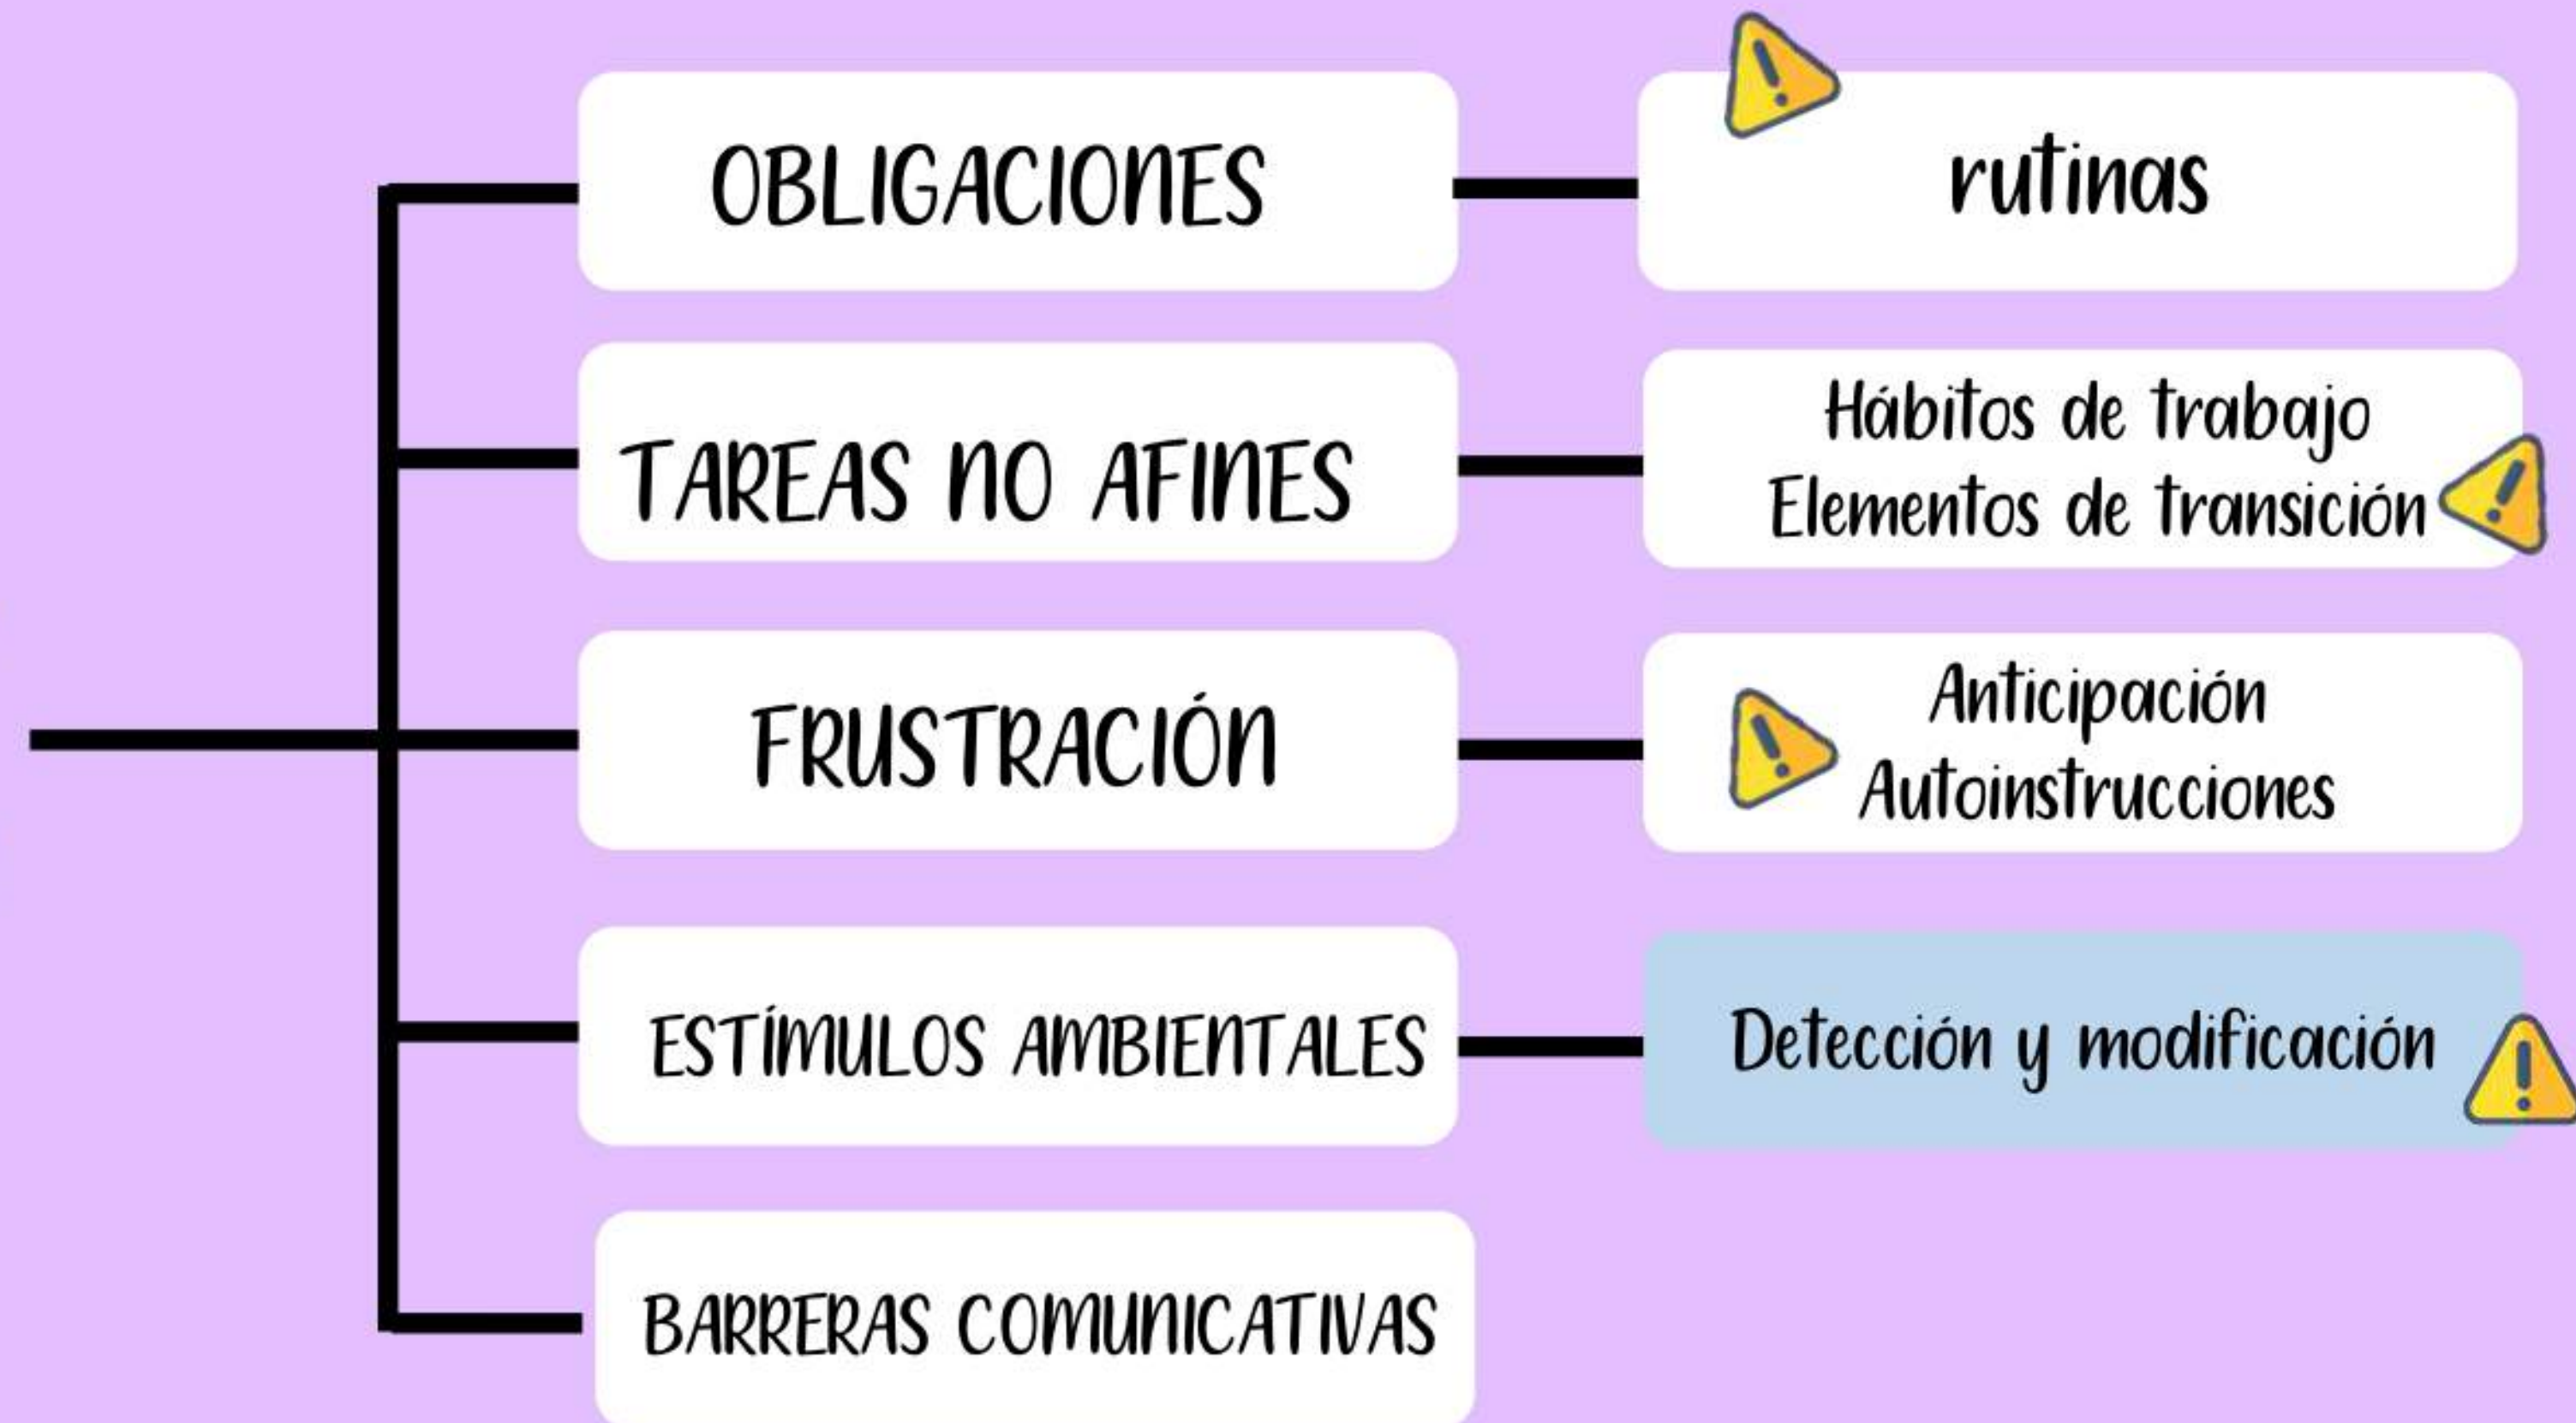 OBLIGACIONES
rutinas
TAREAS NO AFINES
Hábitos de trabajo
Elementos de transición
FRUSTRACIÓN
Anticipación
Autoinstrucciones
ESTÍMULOS AMBIENTALES
Detección y modificación
BARRERAS COMUNICATIVAS